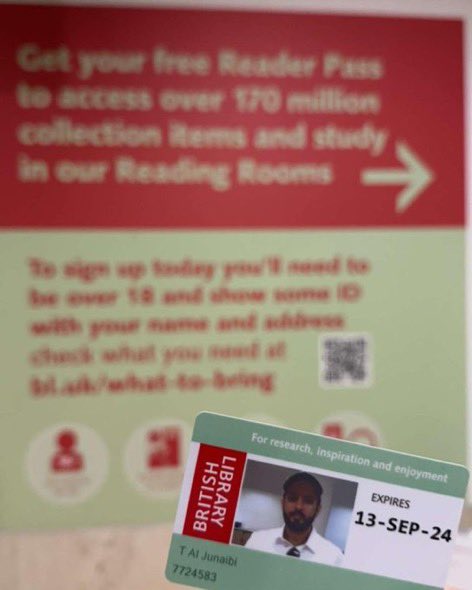 Get your free Reader Pass
to access over 170 million
collection items and study
in our Reading Rooms
To sign up today you'll need to
be over 18 and show some ID
with your name and address
check what you need at
bl.uk/what-to-bring
For research, inspiration and enjoyment
LIBRARY
BRITISH
EXPIRES
13-SEP-24
T Al Junaibi
7724583